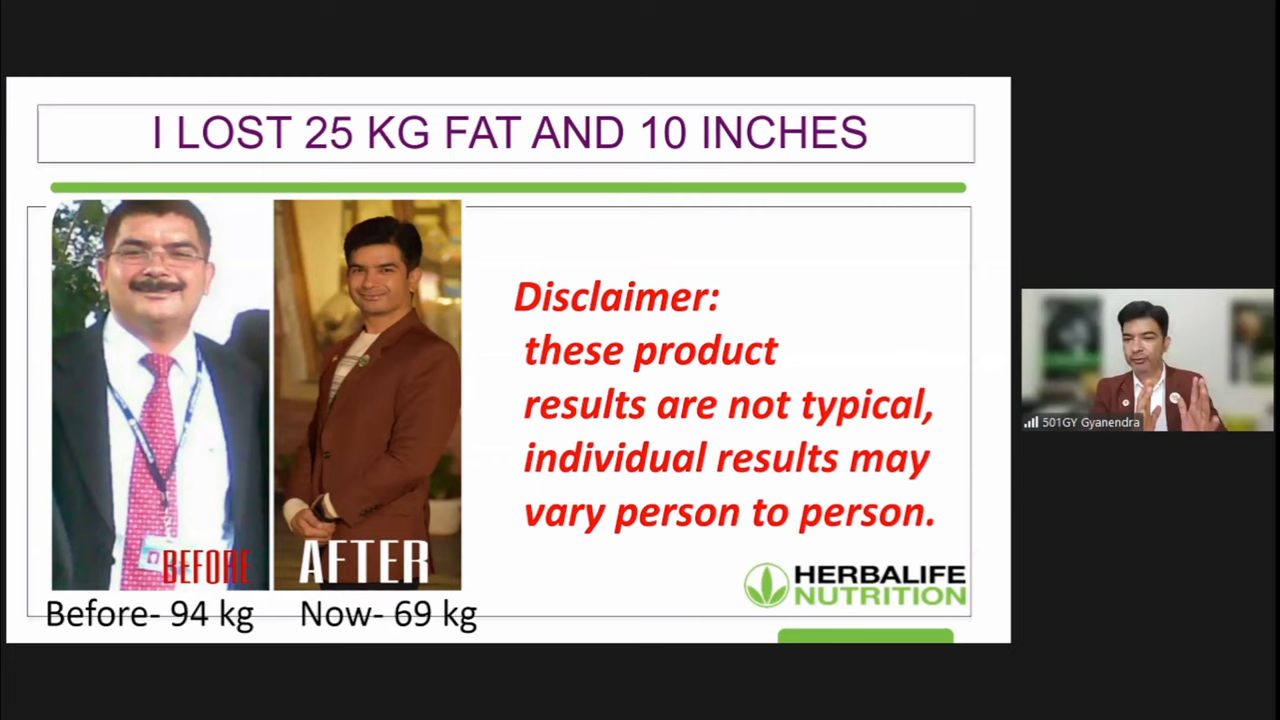 I LOST 25 KG FAT AND 10 INCHES
Disclaimer:
these product
results are not typical,
individual results may
vary person to person.
BEFORE
AFTER
Before- 94 kg
Now- 69 kg
HERBALIFE
NUTRITION
501GY Gyanendra